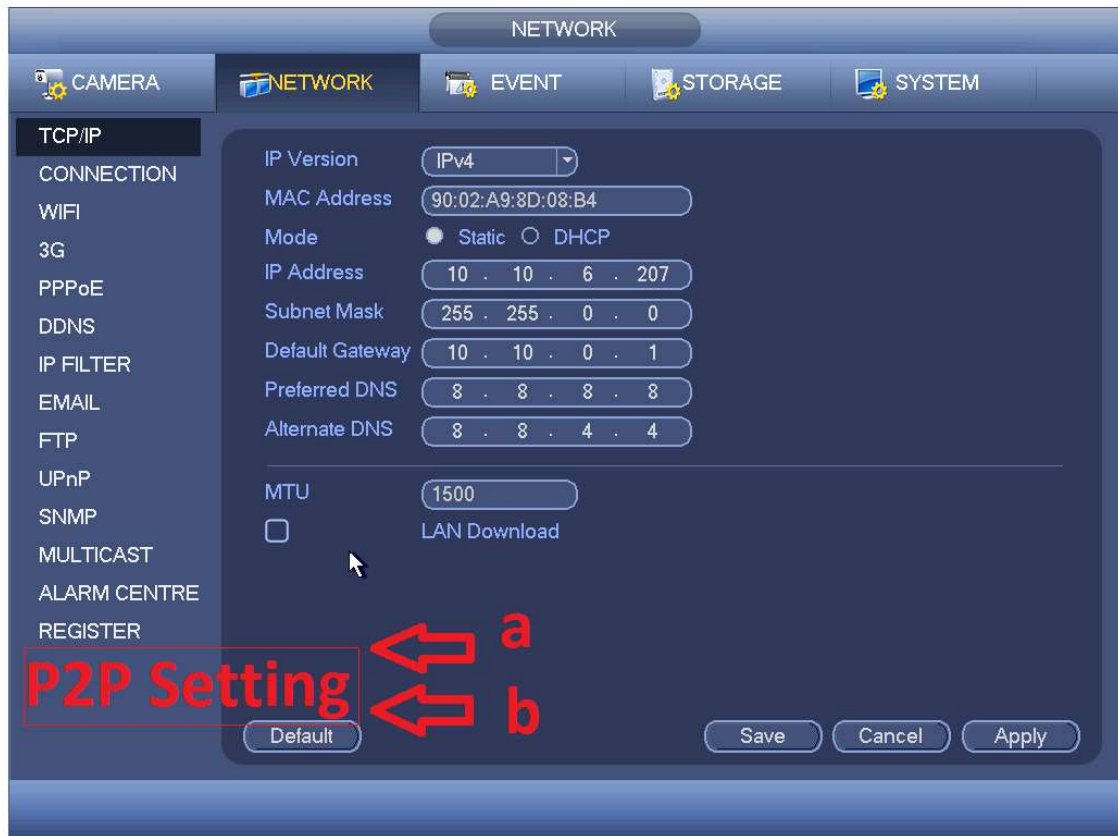 NETWORK
CAMERA NETWORK EVENT STORAGE SYSTEM
TCP/IP
CONNECTION
WIFI
3G
PPPoE
DDNS
IP FILTER
EMAIL
FTP
UPnP
SNMP
MULTICAST
ALARM CENTRE
REGISTER
P2P Setting
IP Version IPv4
MAC Address 90:02:A9:8D:08:B4
Mode Static DHCP
IP Address 10 . 10 . 6 . 207
Subnet Mask 255 . 255 . 0 . 0
Default Gateway 10 . 10 . 0 . 1
Preferred DNS 8 . 8 . 8 . 8
Alternate DNS 8 . 8 . 4 . 4
MTU 1500
LAN Download
a
b
Default Save Cancel Apply